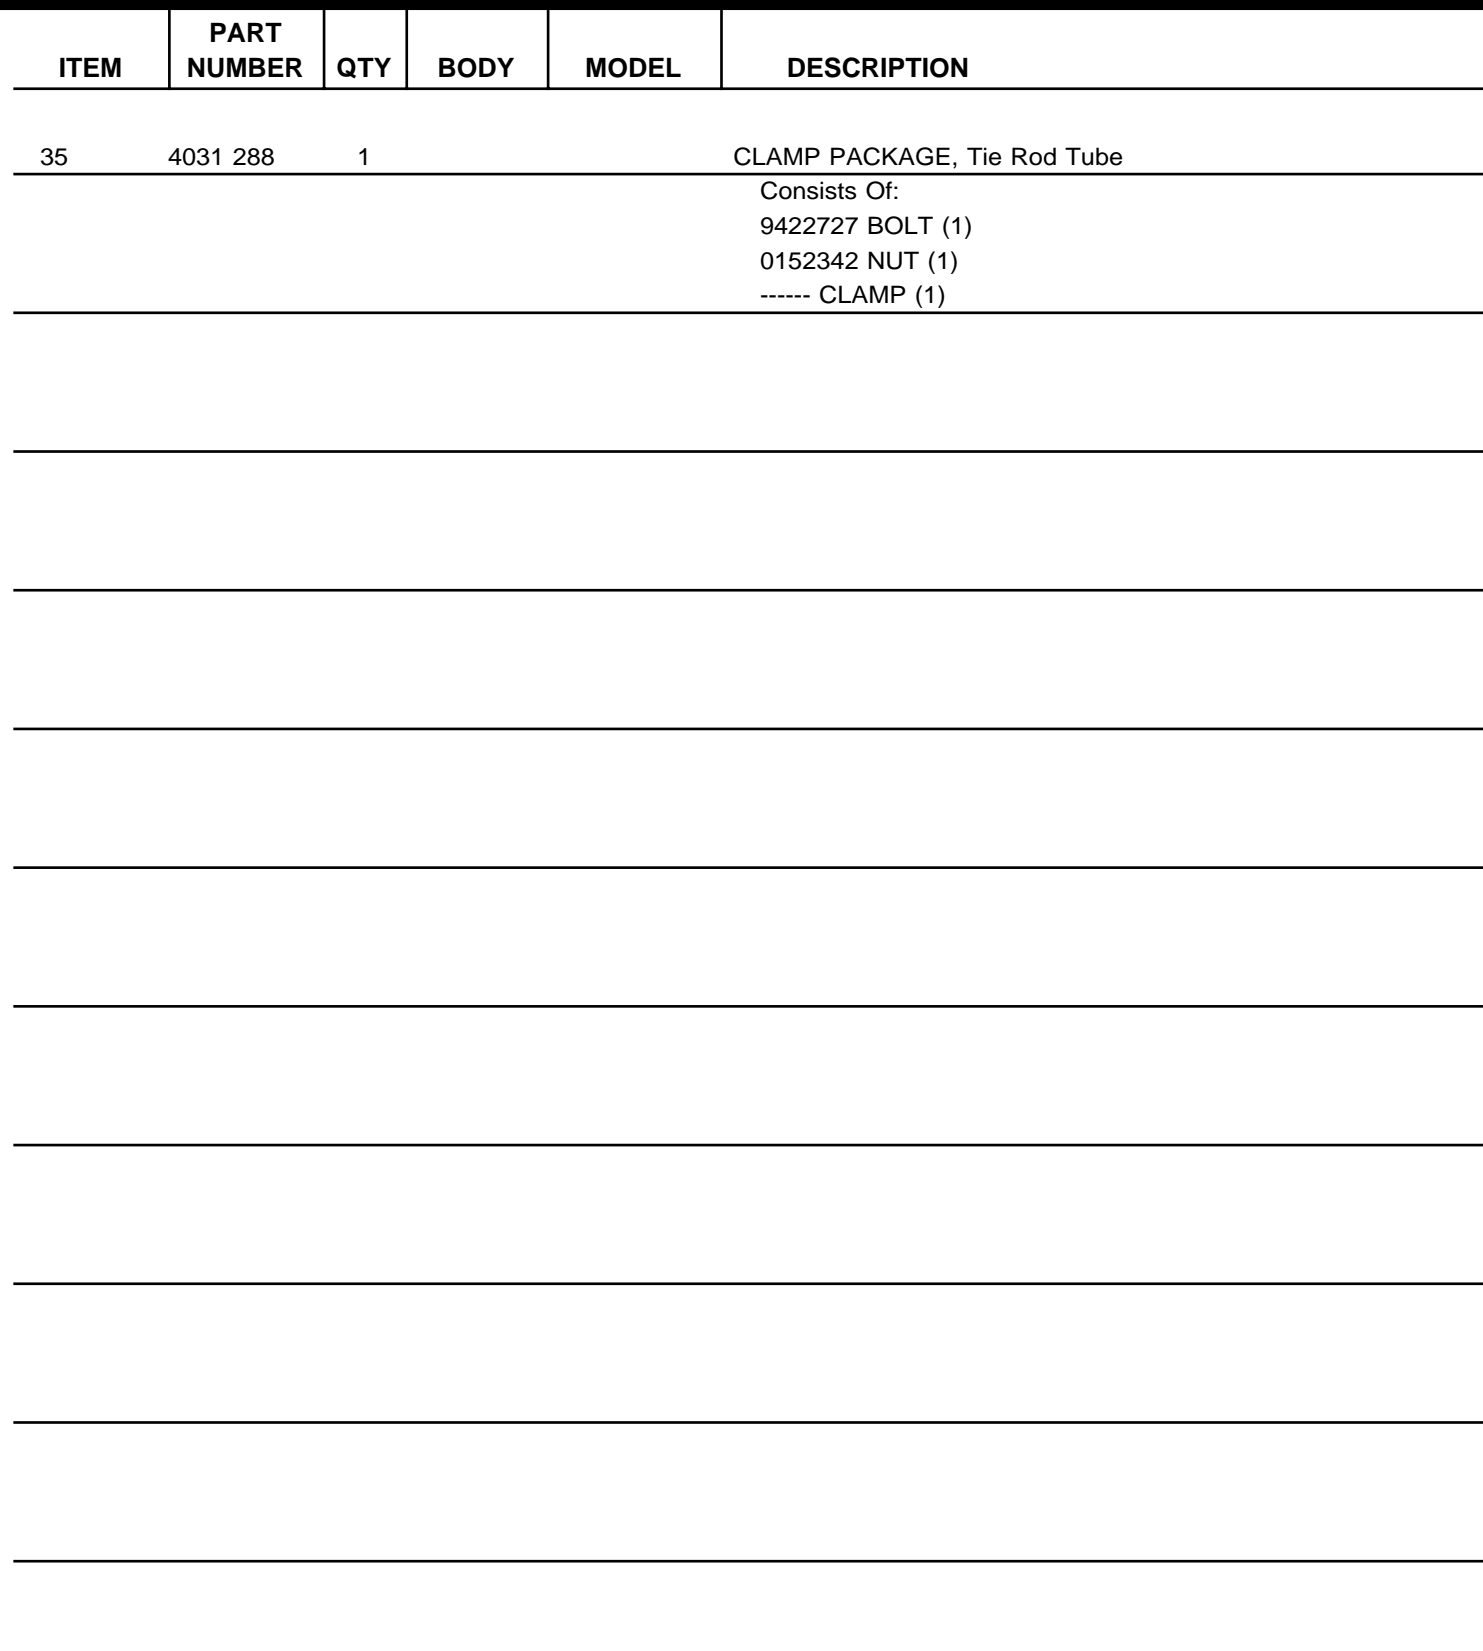 PART
ITEM NUMBER QTY BODY MODEL DESCRIPTION
35 4031 288 1 CLAMP PACKAGE, Tie Rod Tube
Consists Of:
9422727 BOLT (1)
0152342 NUT (1)
------ CLAMP (1)